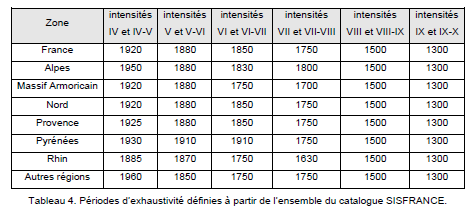 Zone intensités IV et IV-V intensités V et V-VI intensités VI et VI-VII intensités VII et VII-VIII intensités VIII et VIII-IX intensités IX et IX-X
France 1920 1880 1850 1750 1500 1300
Alpes 1950 1880 1830 1800 1500 1300
Massif Armoricain 1920 1880 1750 1700 1500 1300
Nord 1920 1880 1850 1750 1500 1300
Provence 1925 1880 1850 1750 1500 1300
Pyrénées 1930 1910 1910 1750 1500 1300
Rhin 1885 1870 1750 1630 1500 1300
Autres régions 1960 1850 1750 1750 1500 1300
Tableau 4. Périodes d'exhaustivité définies à partir de l'ensemble du catalogue SISFRANCE.